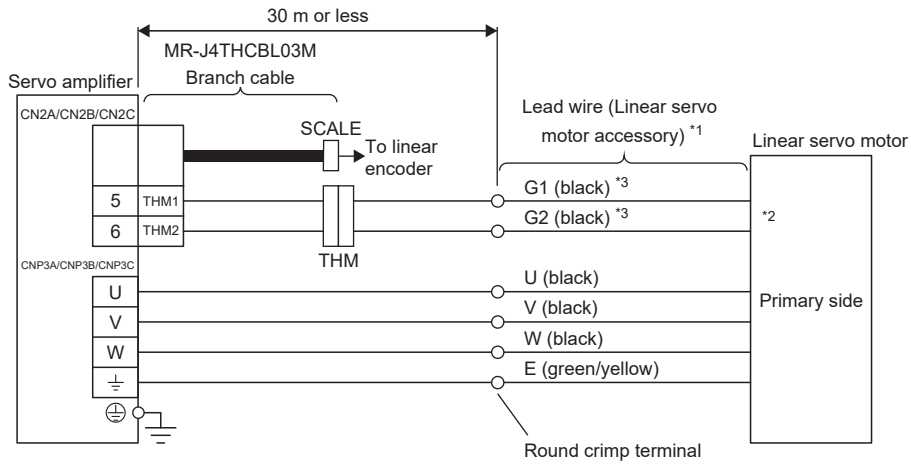 30 m or less
MR-J4THCBL03M
Branch cable
Servo amplifier
CN2A/CN2B/CN2C
SCALE
To linear
encoder
Lead wire (Linear servo
motor accessory) *1
Linear servo motor
5
THM1
G1 (black) *3
*2
6
THM2
G2 (black) *3
THM
CNP3A/CNP3B/CNP3C
U
U (black)
V
V (black)
Primary side
W
W (black)
E (green/yellow)
Round crimp terminal